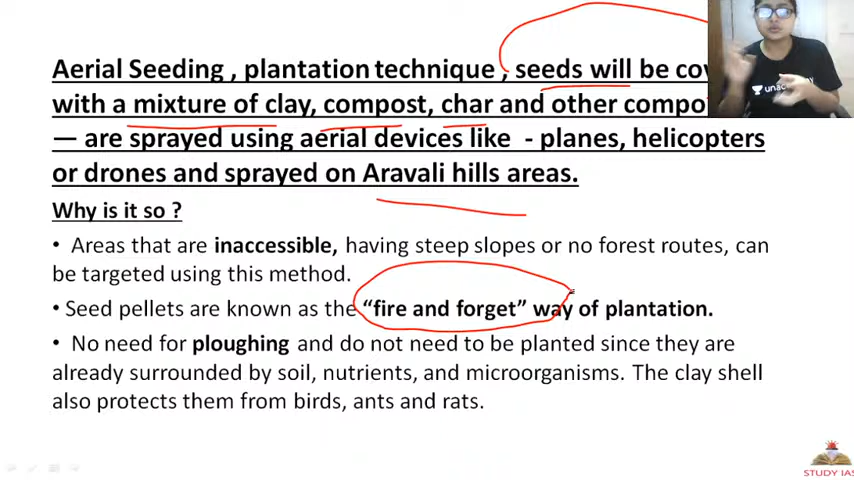 Aerial Seeding , plantation technique , seeds will be
with a mixture of clay, compost, char and other
— are sprayed using aerial devices like - planes, helicopters
or drones and sprayed on Aravali hills areas.
Why is it so ?
• Areas that are inaccessible, having steep slopes or no forest routes, can
be targeted using this method.
• Seed pellets are known as the “fire and forget” way of plantation.
• No need for ploughing and do not need to be planted since they are
already surrounded by soil, nutrients, and microorganisms. The clay shell
also protects them from birds, ants and rats.
STUDY IAS